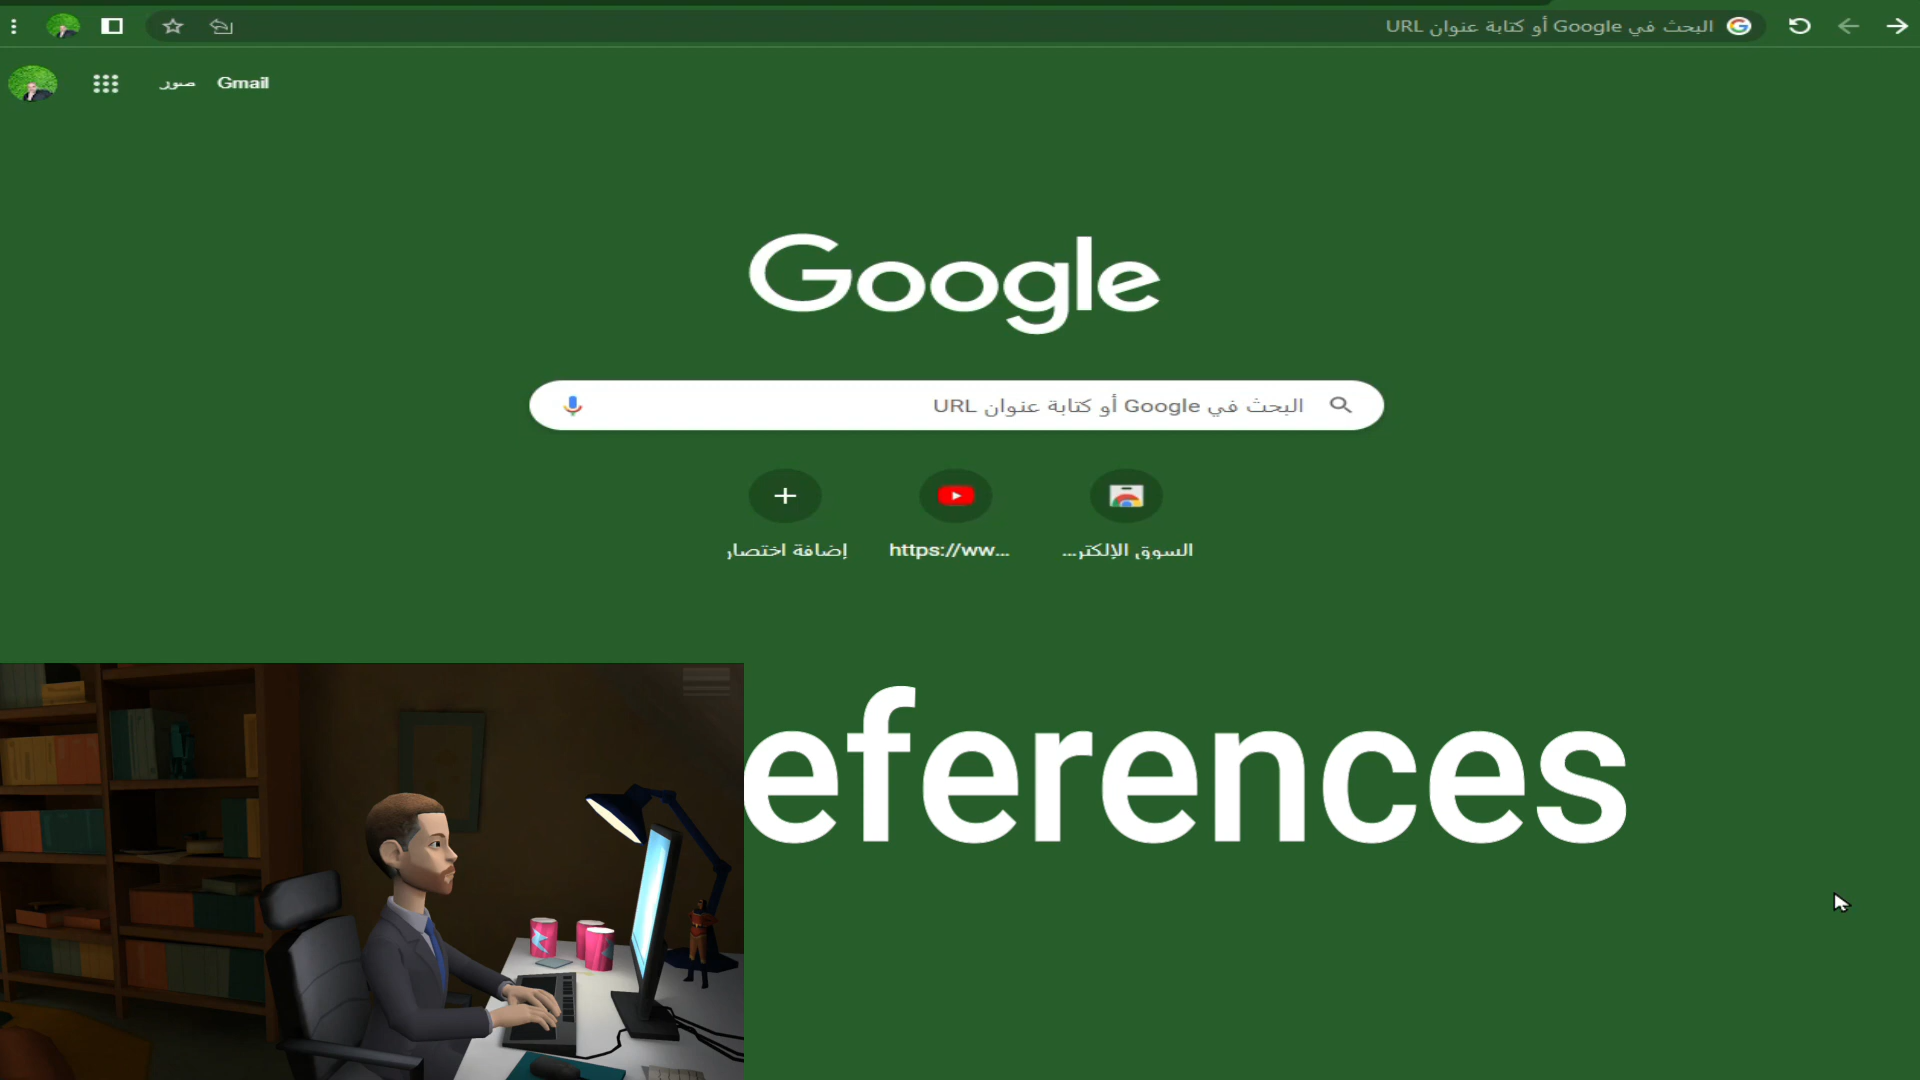 البحث في Google أو كتابة عنوان URL
Gmail صور
Google
البحث في Google أو كتابة عنوان URL
السوق الإلكتر...
https://ww...
إضافة اختصار
eferences